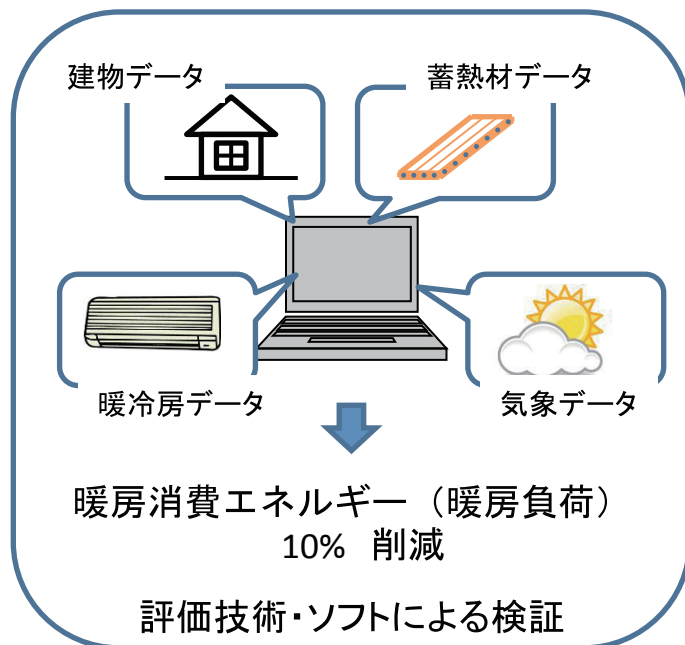 建物データ
蓄熱材データ
暖冷房データ
気象データ
暖房消費エネルギー（暖房負荷）
10% 削減
評価技術・ソフトによる検証